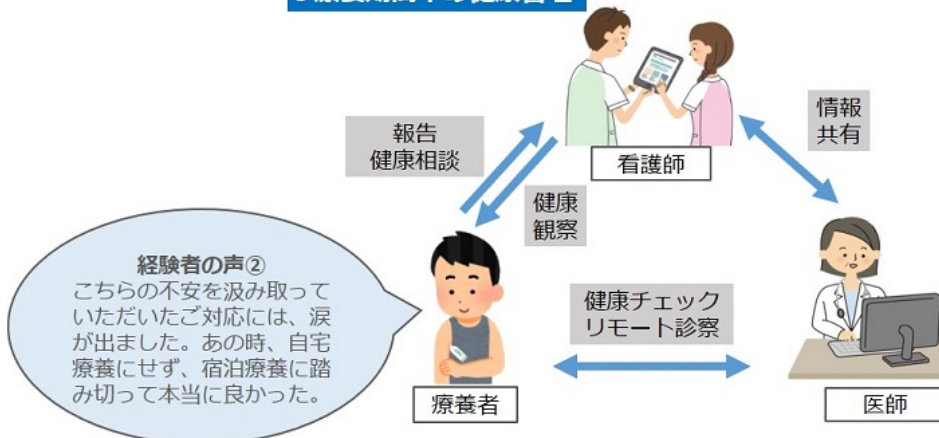 報告
健康相談
情報
共有
看護師
健康
観察
経験者の声②
こちらの不安を汲み取って
いただいたご対応には、涙
が出ました。あの時、自宅
療養にせず、宿泊療養に踏
み切って本当に良かった。
健康チェック
リモート診察
療養者
医師